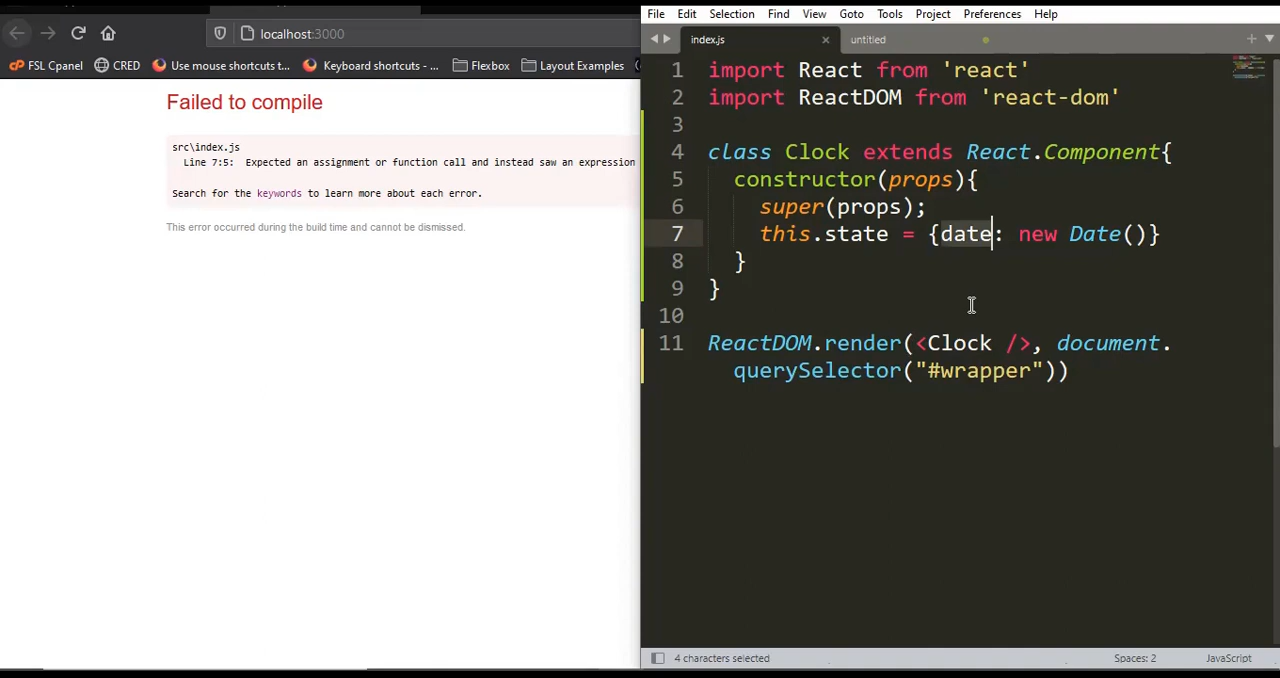 localhost:3000
FSL Cpanel
CRED
Use mouse shortcuts t...
Keyboard shortcuts - ...
Flexbox
Layout Examples
Failed to compile
src\index.js
Line 7:5:  Expected an assignment or function call and instead saw an expression
Search for the keywords to learn more about each error.
This error occurred during the build time and cannot be dismissed.
File Edit Selection Find View Goto Tools Project Preferences Help
index.js
untitled
1 import React from 'react'
2 import ReactDOM from 'react-dom'
3
4 class Clock extends React.Component{
5   constructor(props){
6     super(props);
7     this.state = {date: new Date()}
8   }
9 }
10
11 ReactDOM.render(<Clock />, document.
querySelector("#wrapper"))
4 characters selected
Spaces: 2
JavaScript